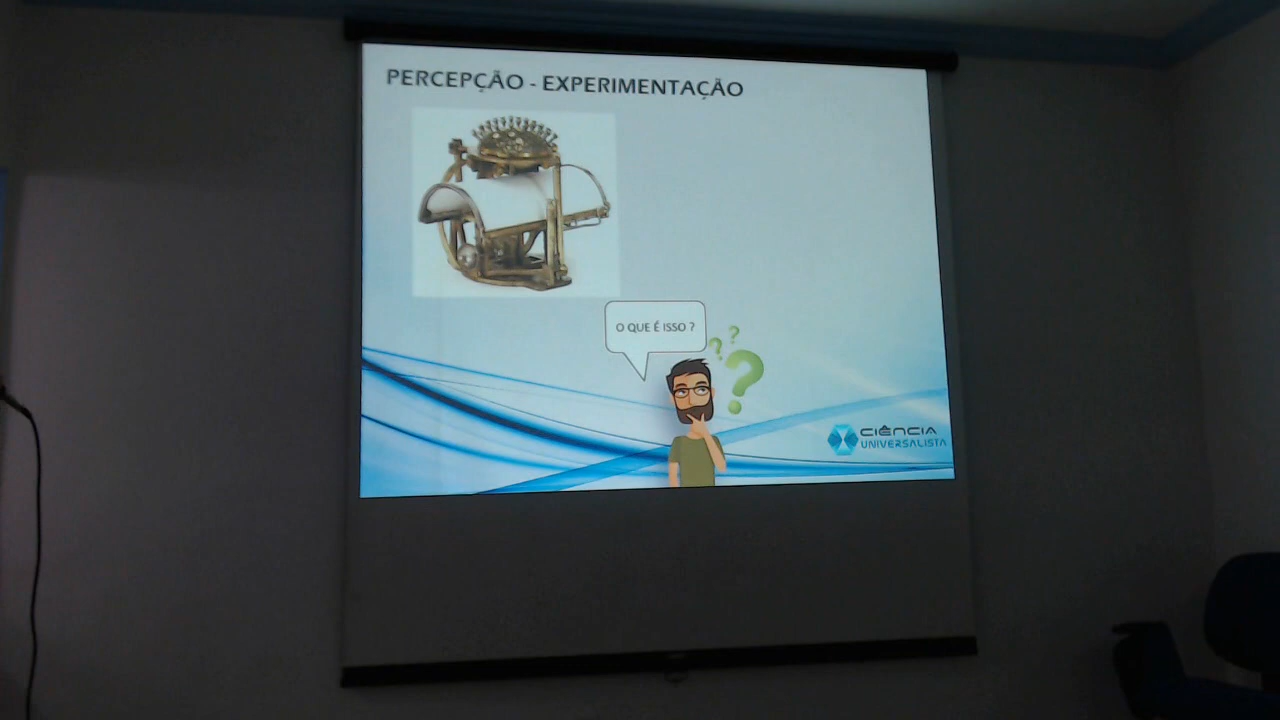 PERCEPÇÃO - EXPERIMENTAÇÃO
O QUE É ISSO ?
CIÊNCIA
UNIVERSALISTA